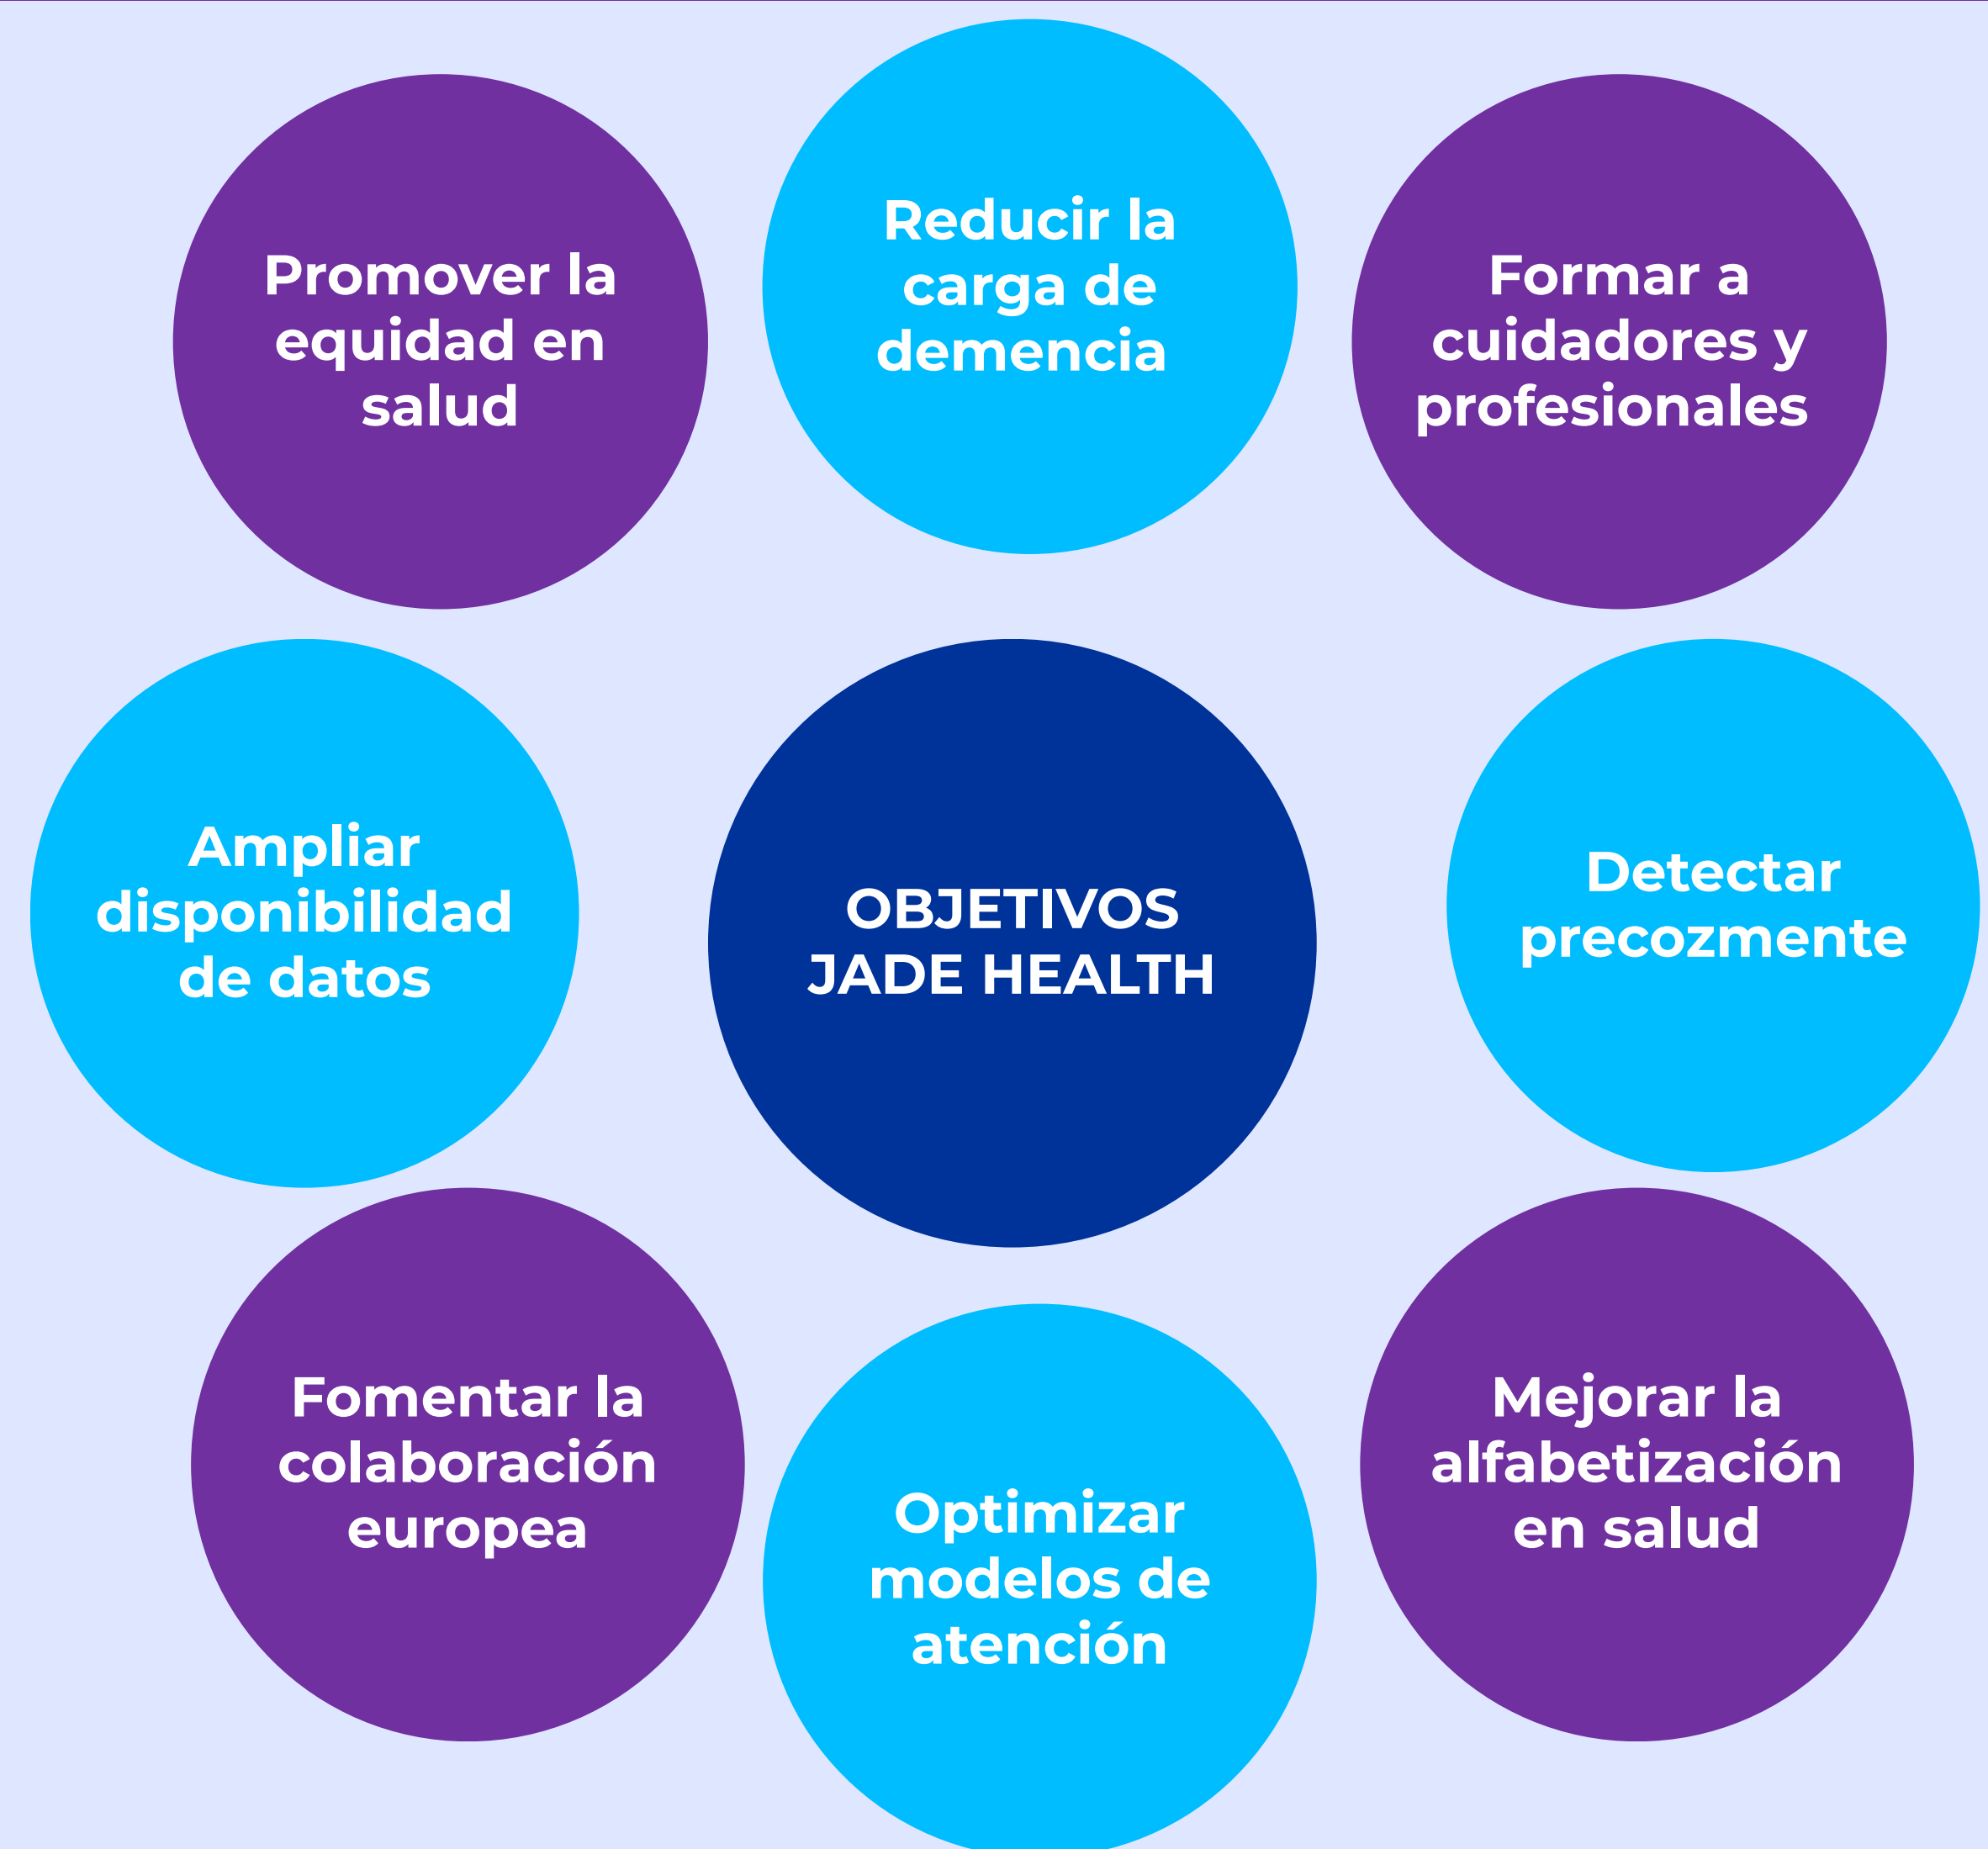 Promover la
equidad en
salud
Reducir la
carga de
demencia
Formar a
cuidadores y
profesionales
Ampliar
disponibilidad
de datos
OBJETIVOS
JADE HEALTH
Detectar
precozmente
Fomentar la
colaboración
europea
Optimizar
modelos de
atención
Mejorar la
alfabetización
en salud